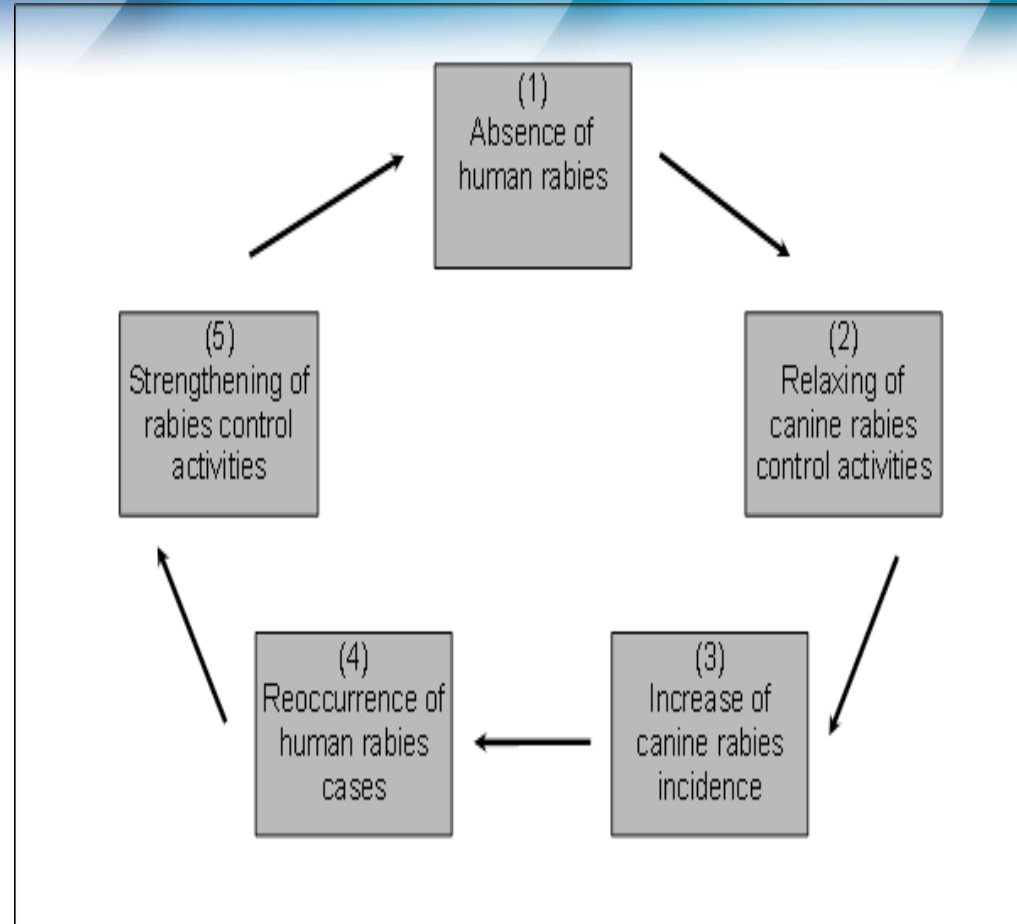 (1)
Absence of
human rabies
(2)
Relaxing of
canine rabies
control activities
(3)
Increase of
canine rabies
incidence
(4)
Reoccurrence of
human rabies
cases
(5)
Strengthening of
rabies control
activities